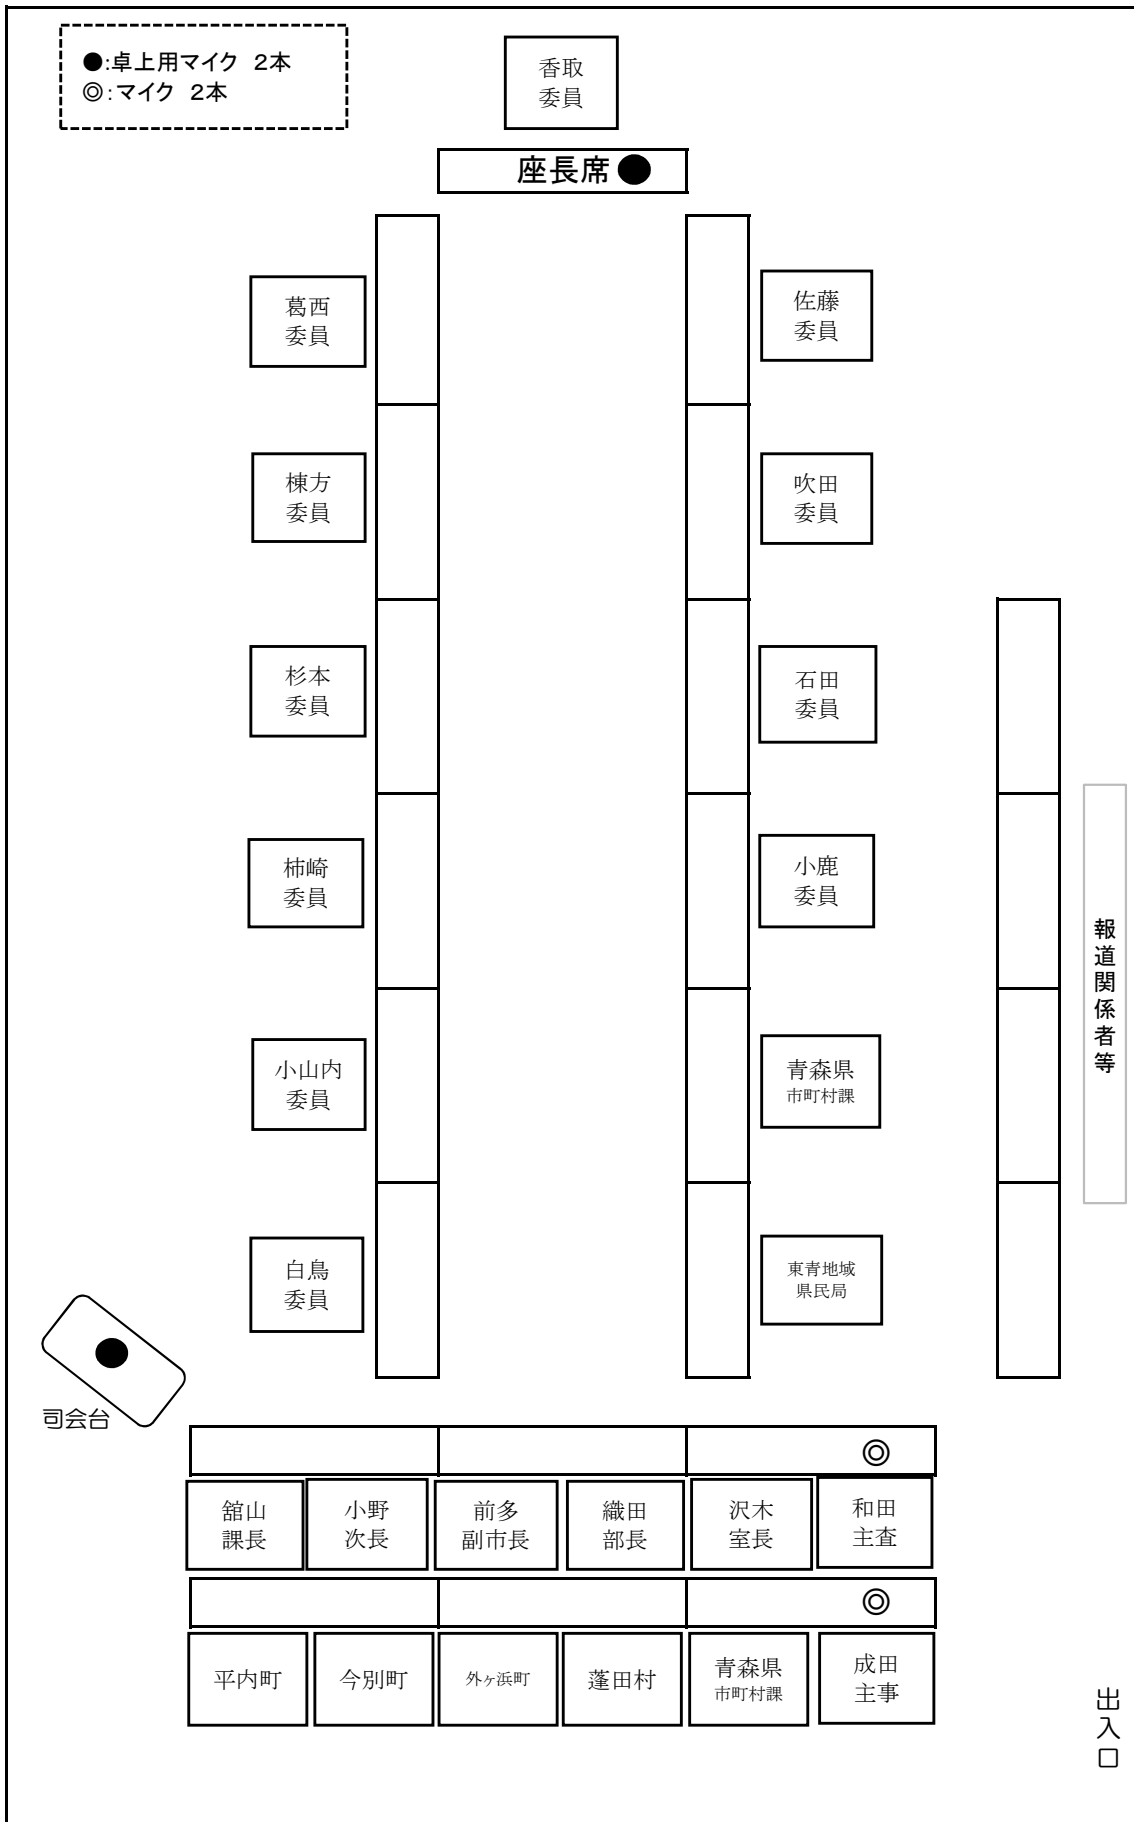 ●:卓上用マイク 2本
◎:マイク 2本
香取
委員
座長席●
葛西
委員
佐藤
委員
棟方
委員
吹田
委員
杉本
委員
石田
委員
柿崎
委員
小鹿
委員
報道関係者等
小山内
委員
青森県
市町村課
白鳥
委員
東青地域
県民局
●
司会台
◎
舘山
課長
小野
次長
前多
副市長
織田
部長
沢木
室長
和田
主査
◎
平内町
今別町
外ヶ浜町
蓬田村
青森県
市町村課
成田
主事
出入口